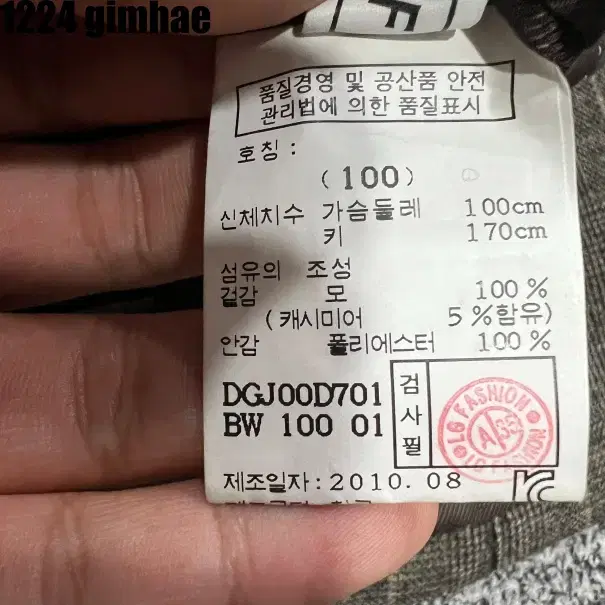 1224 gimhae
F
품질경영 및 공산품 안전
관리법에 의한 품질표시
호칭 :
(100)
신체치수 가슴둘레 100cm
키 170cm
섬유의 조성
겉감 모 100%
(캐시미어 5%함유)
안감 폴리에스터 100%
DGJ00D701
BW 100 01
검사필
LG FASHION
LG FASHION
제조일자:2010. 08